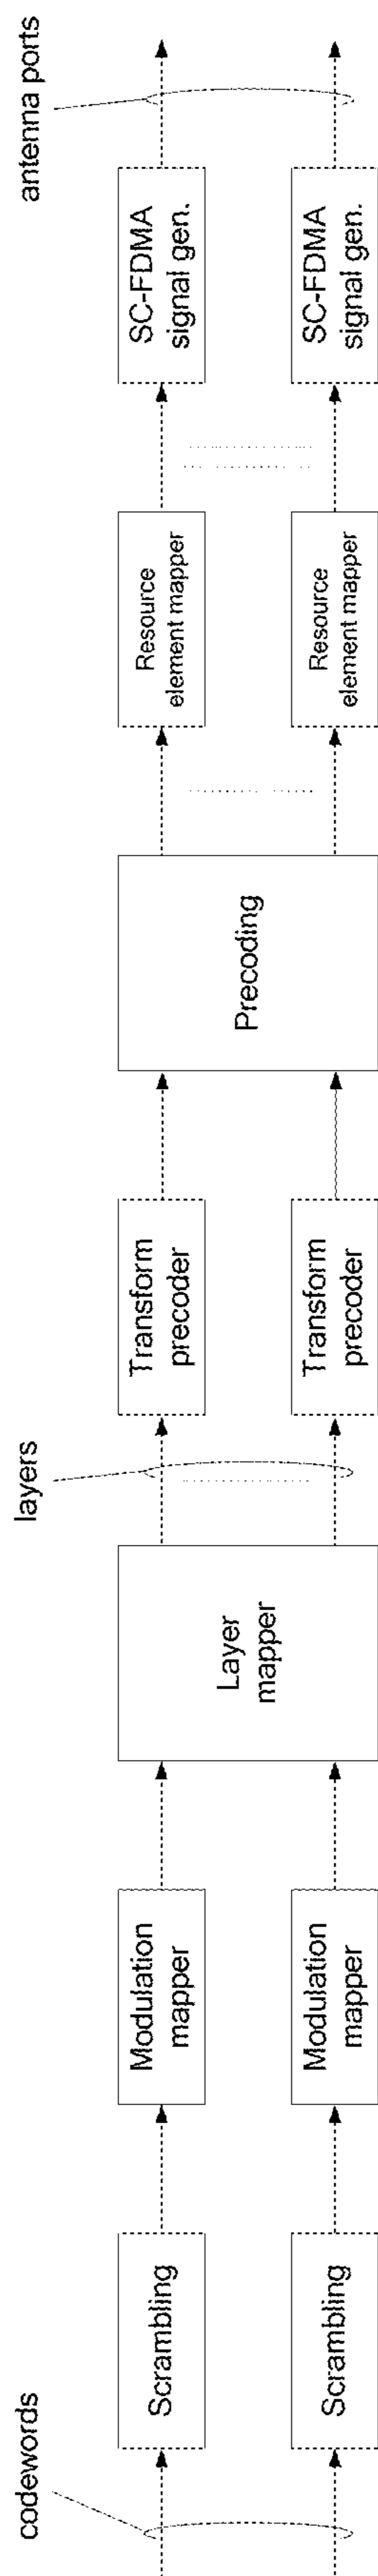 codewords
layers
antenna ports
Scrambling
Modulation
mapper
Layer
mapper
Transform
precoder
Precoding
Resource
element mapper
SC-FDMA
signal gen.
Scrambling
Modulation
mapper
Transform
precoder
Resource
element mapper
SC-FDMA
signal gen.